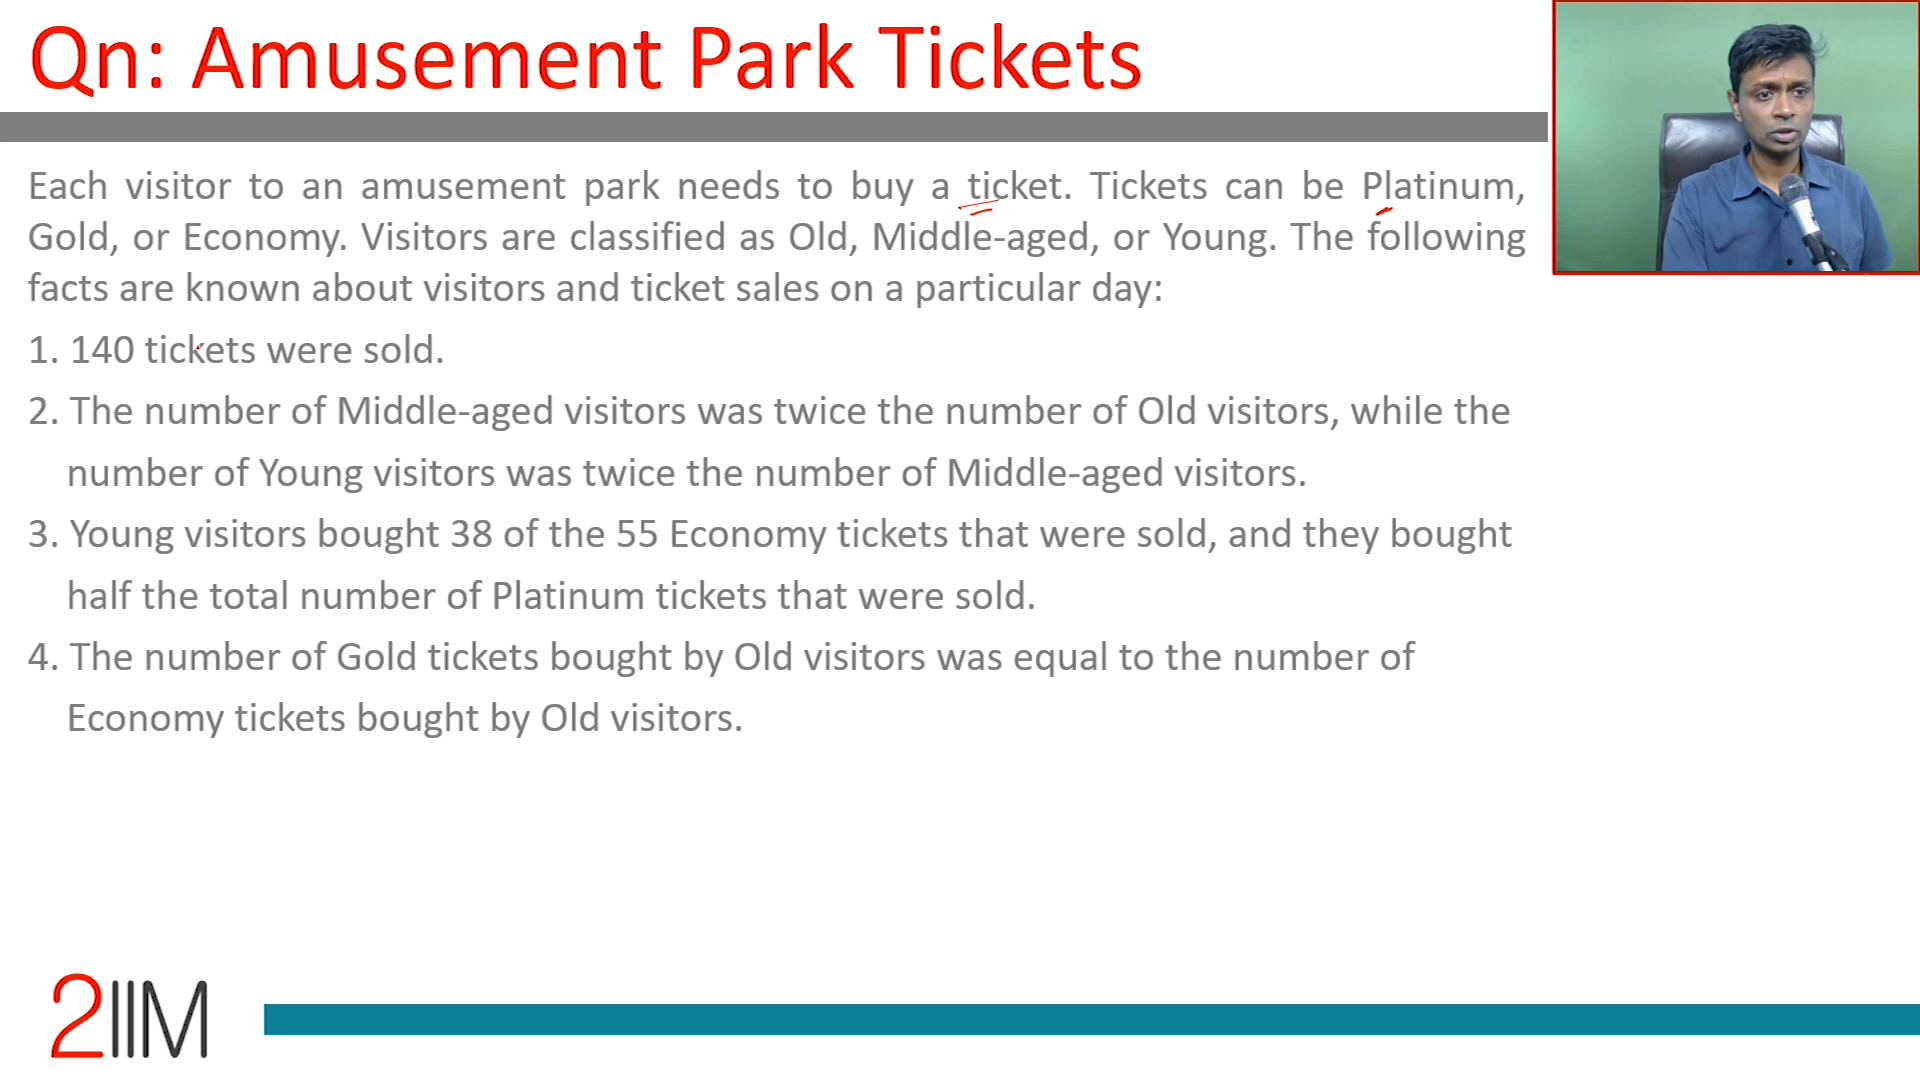 Qn: Amusement Park Tickets
Each visitor to an amusement park needs to buy a ticket. Tickets can be Platinum,
Gold, or Economy. Visitors are classified as Old, Middle-aged, or Young. The following
facts are known about visitors and ticket sales on a particular day:
1. 140 tickets were sold.
2. The number of Middle-aged visitors was twice the number of Old visitors, while the
number of Young visitors was twice the number of Middle-aged visitors.
3. Young visitors bought 38 of the 55 Economy tickets that were sold, and they bought
half the total number of Platinum tickets that were sold.
4. The number of Gold tickets bought by Old visitors was equal to the number of
Economy tickets bought by Old visitors.
2IIM